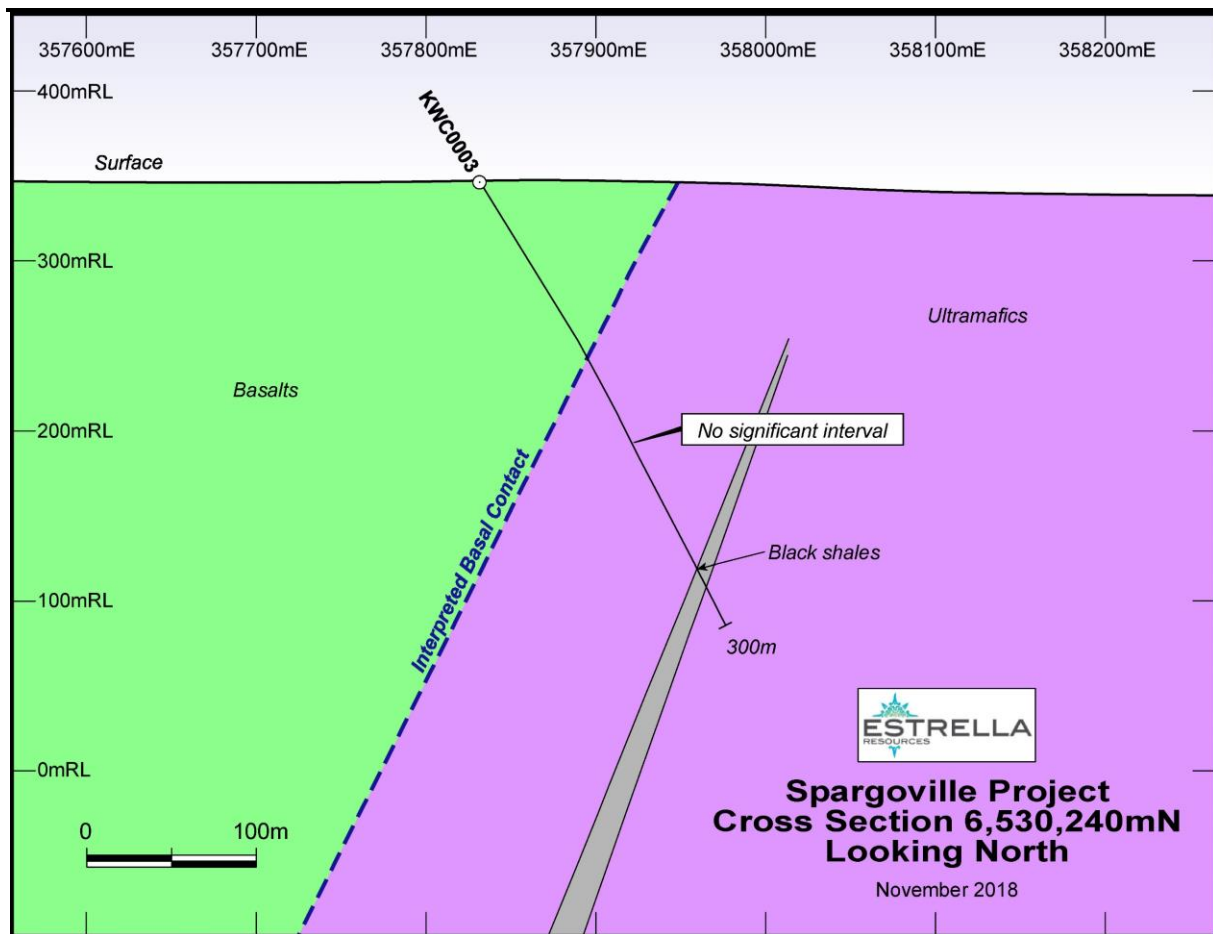 357600mE 357700mE 357800mE 357900mE 358000mE 358100mE 358200mE
400mRL
KWC0003
Surface
300mRL
Ultramafics
Basalts
200mRL
No significant interval
Interpreted Basal Contact
Black shales
100mRL
300m
ESTRELLA
RESOURCES
0mRL
Spargoville Project
Cross Section 6,530,240mN
Looking North
0 100m
November 2018